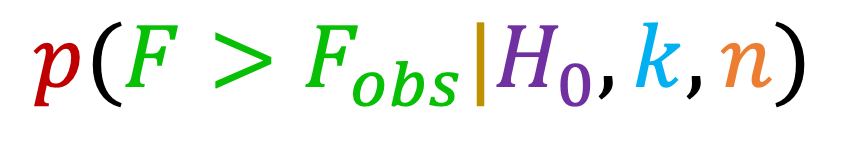 p(F > F_obs|H_0, k, n)